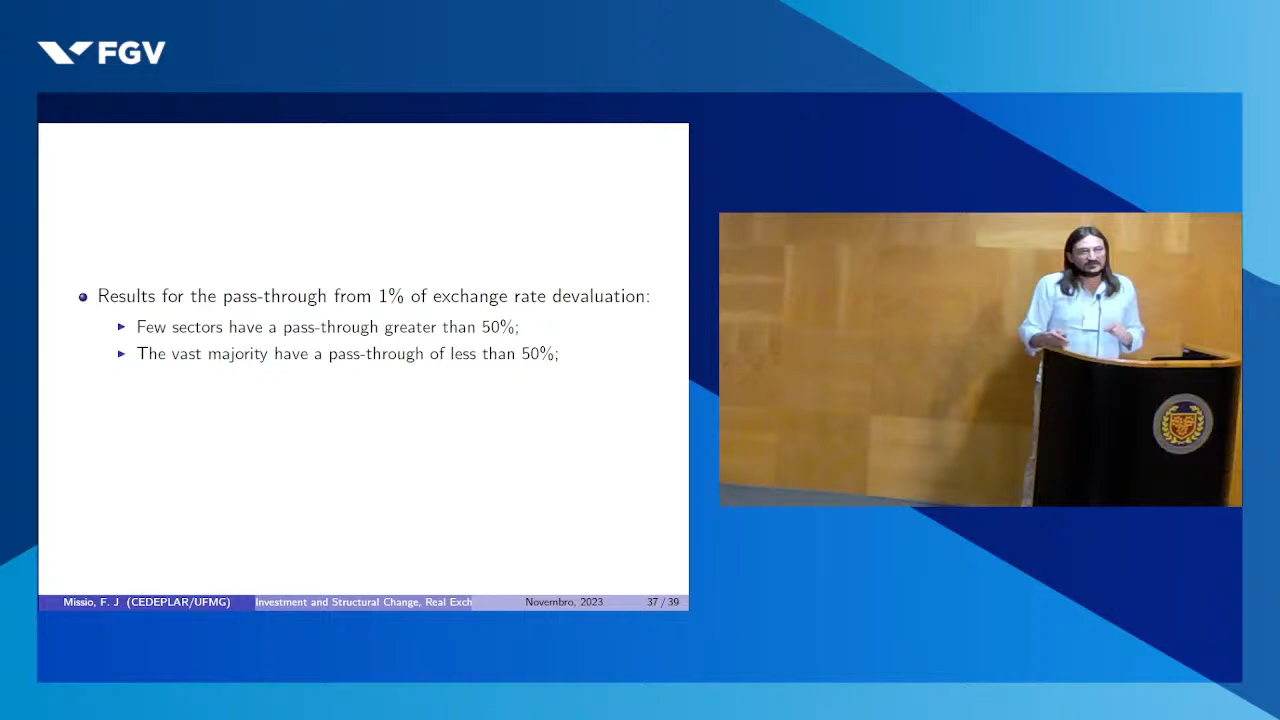 FGV
Results for the pass-through from 1% of exchange rate devaluation:
Few sectors have a pass-through greater than 50%;
The vast majority have a pass-through of less than 50%;
Missio, F. J (CEDEPLAR/UFMG) Investment and Structural Change, Real Exch Novembro, 2023 37 / 39